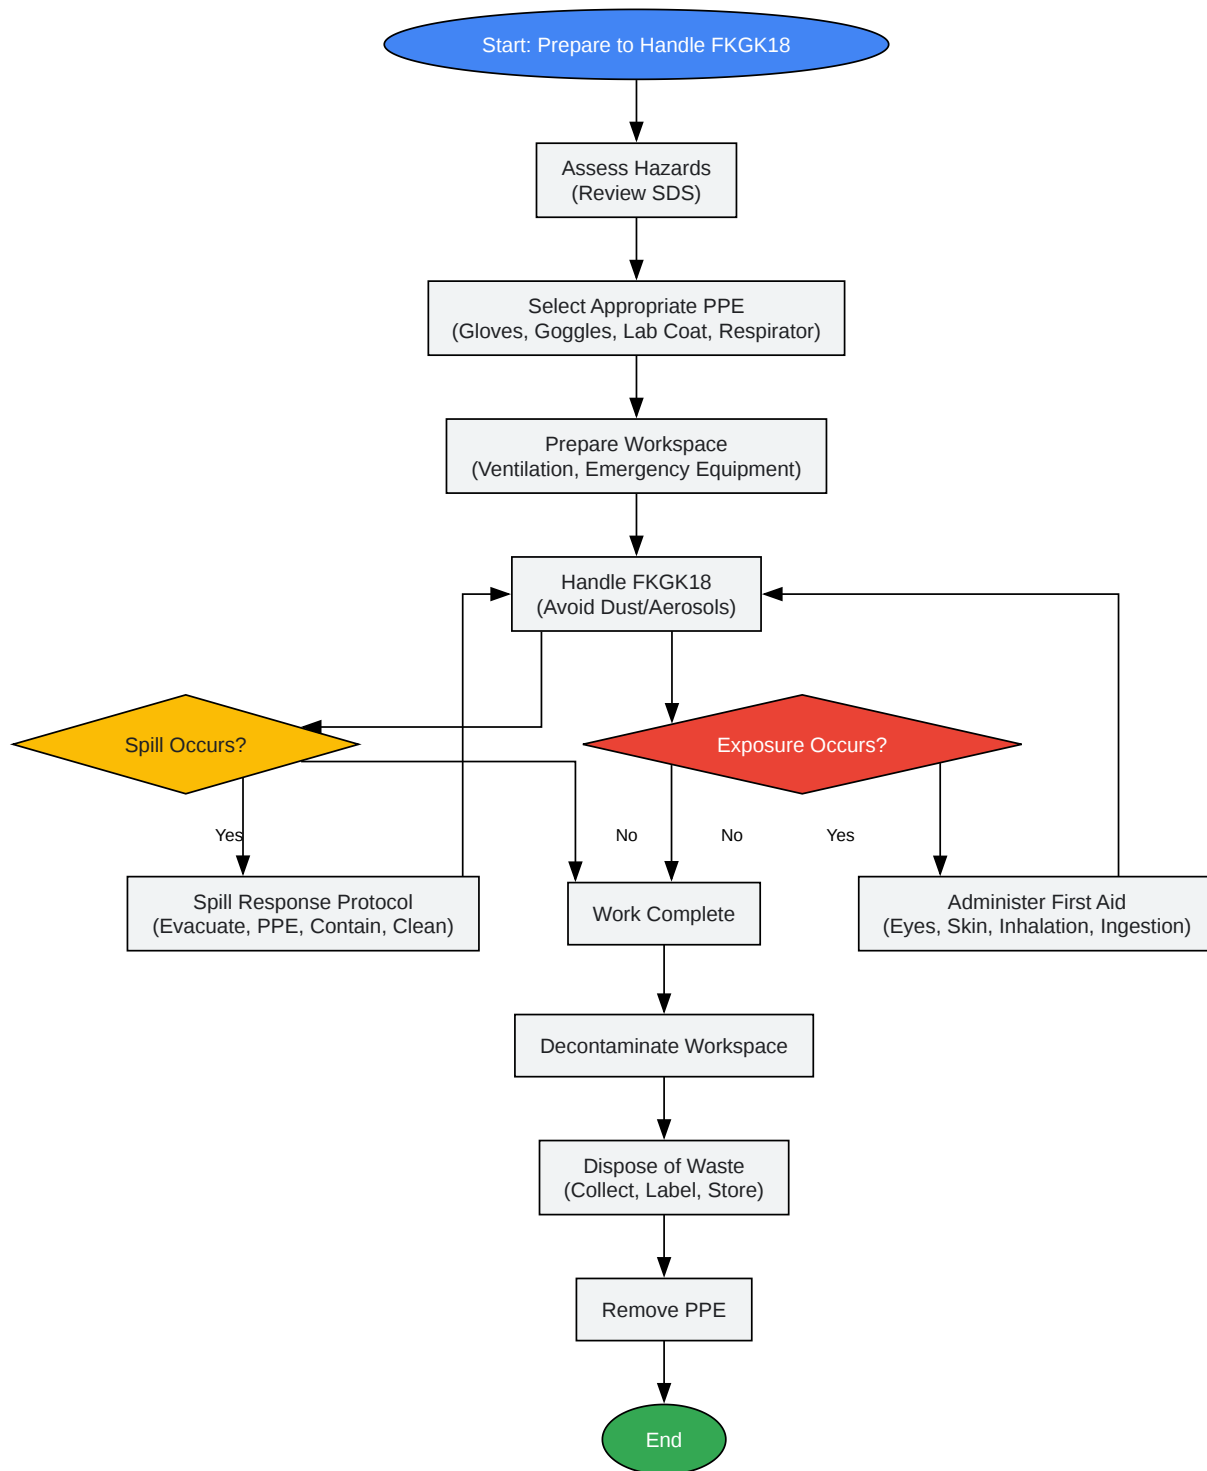 Start: Prepare to Handle FKGK18
Assess Hazards
(Review SDS)
Select Appropriate PPE
(Gloves, Goggles, Lab Coat, Respirator)
Prepare Workspace
(Ventilation, Emergency Equipment)
Handle FKGK18
(Avoid Dust/Aerosols)
Spill Occurs?
Exposure Occurs?
Yes
No
No
Yes
Spill Response Protocol
(Evacuate, PPE, Contain, Clean)
Work Complete
Administer First Aid
(Eyes, Skin, Inhalation, Ingestion)
Decontaminate Workspace
Dispose of Waste
(Collect, Label, Store)
Remove PPE
End